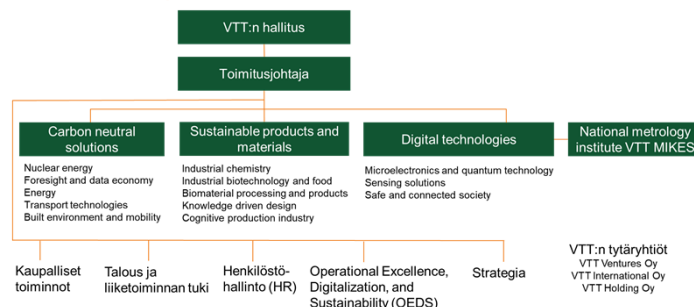 VTT:n hallitus
Toimitusjohtaja
Carbon neutral
solutions
Nuclear energy
Foresight and data economy
Energy
Transport technologies
Built environment and mobility
Sustainable products and
materials
Industrial chemistry
Industrial biotechnology and food
Biomaterial processing and products
Knowledge driven design
Cognitive production industry
Digital technologies
Microelectronics and quantum technology
Sensing solutions
Safe and connected society
National metrology
institute VTT MIKES
Kaupalliset
toiminnot
Talous ja
liiketoiminnan tuki
Henkilöstö-
hallinto (HR)
Operational Excellence,
Digitalization, and
Sustainability (OEDS)
Strategia
VTT:n tytäryhtiöt
VTT Ventures Oy
VTT International Oy
VTT Holding Oy